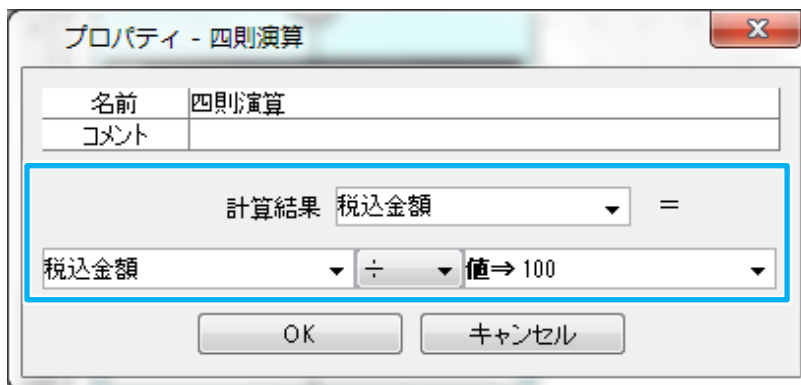 プロパティ - 四則演算
名前 四則演算
コメント
計算結果 税込金額 =
税込金額 ÷ 値⇒ 100
OK キャンセル